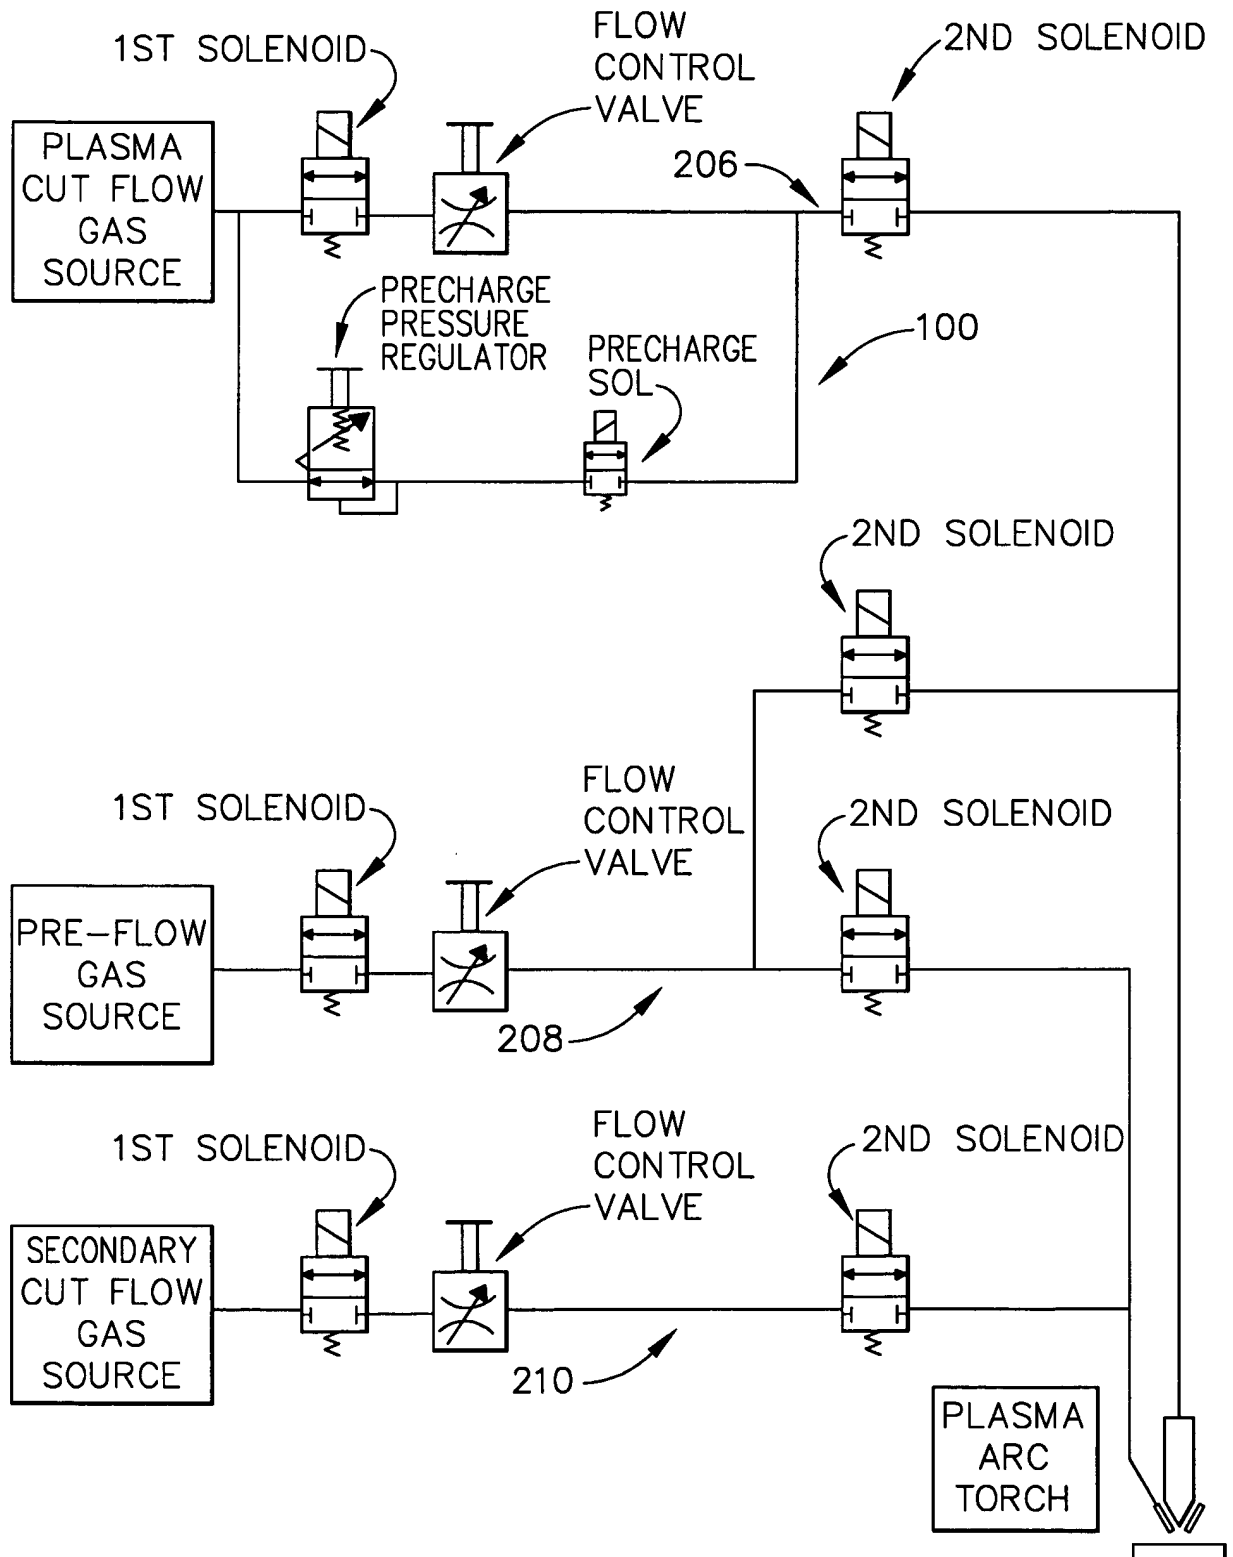 1ST SOLENOID
FLOW
CONTROL
VALVE
2ND SOLENOID
PLASMA
CUT FLOW
GAS
SOURCE
206
PRECHARGE
PRESSURE
REGULATOR
PRECHARGE
SOL
100
2ND SOLENOID
1ST SOLENOID
FLOW
CONTROL
VALVE
2ND SOLENOID
PRE-FLOW
GAS
SOURCE
208
1ST SOLENOID
FLOW
CONTROL
VALVE
2ND SOLENOID
SECONDARY
CUT FLOW
GAS
SOURCE
210
PLASMA
ARC
TORCH